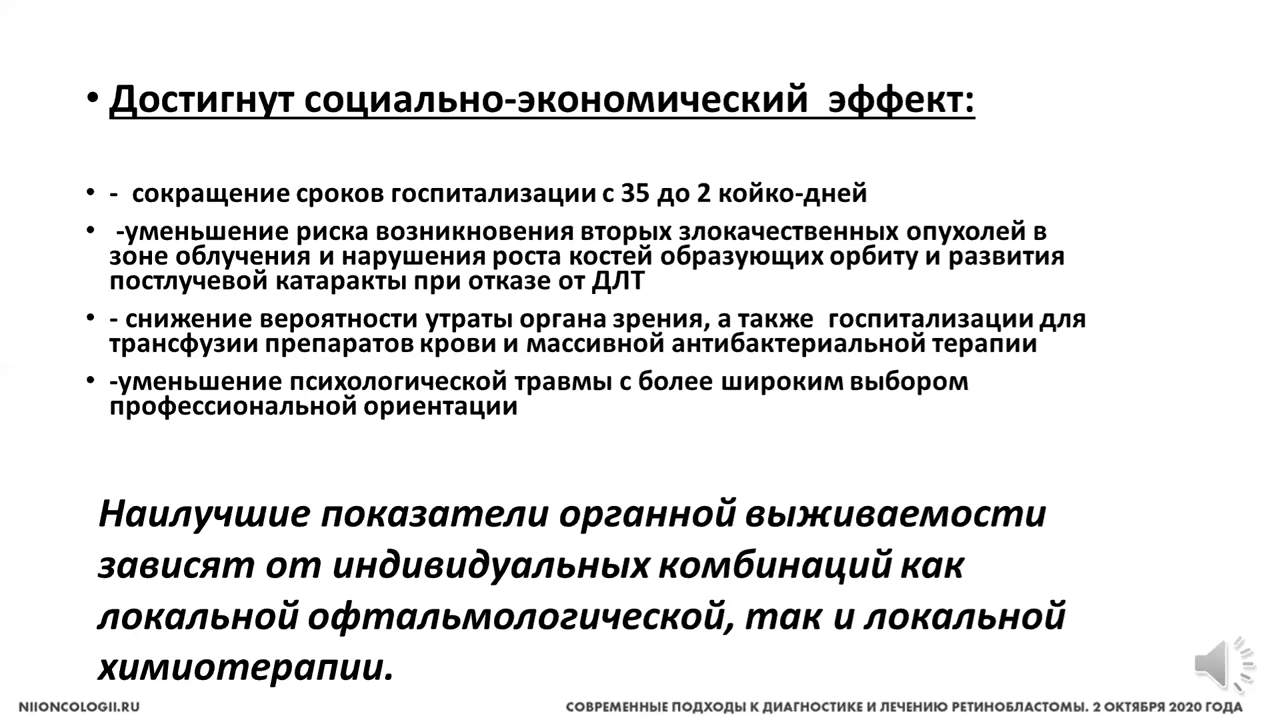 • Достигнут социально-экономический эффект:
• - сокращение сроков госпитализации с 35 до 2 койко-дней
• -уменьшение риска возникновения вторых злокачественных опухолей в
зоне облучения и нарушения роста костей образующих орбиту и развития
постлучевой катаракты при отказе от ДЛТ
• - снижение вероятности утраты органа зрения, а также госпитализации для
трансфузии препаратов крови и массивной антибактериальной терапии
• -уменьшение психологической травмы с более широким выбором
профессиональной ориентации
Наилучшие показатели органной выживаемости
зависят от индивидуальных комбинаций как
локальной офтальмологической, так и локальной
химиотерапии.
NIIONCOLOGII.RU
СОВРЕМЕННЫЕ ПОДХОДЫ К ДИАГНОСТИКЕ И ЛЕЧЕНИЮ РЕТИНОБЛАСТОМЫ. 2 ОКТЯБРЯ 2020 ГОДА